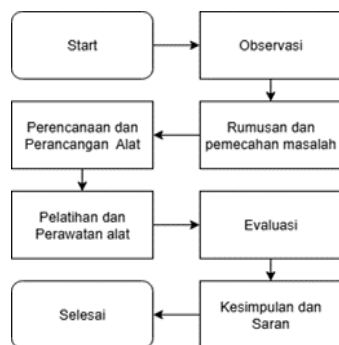 Start
Observasi
Rumusan dan
pemecahan masalah
Perencanaan dan
Perancangan Alat
Pelatihan dan
Perawatan alat
Evaluasi
Kesimpulan dan
Saran
Selesai